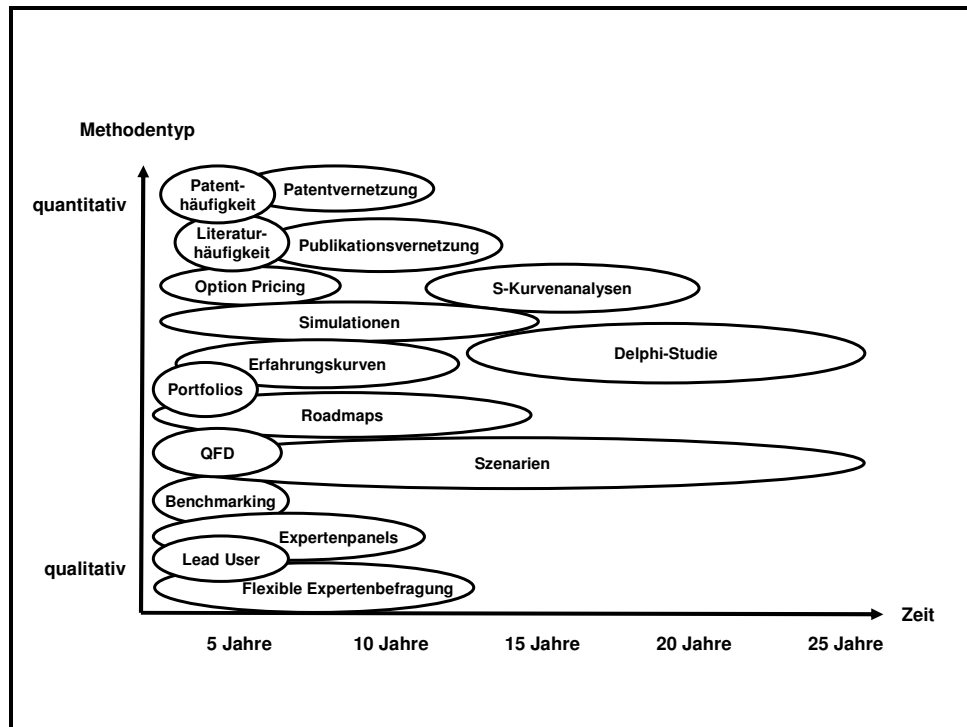 Methodentyp
quantitativ
Patent-
häufigkeit
Patentvernetzung
Literatur-
häufigkeit
Publikationsvernetzung
Option Pricing
S-Kurvenanalysen
Simulationen
Delphi-Studie
Erfahrungskurven
Portfolios
Roadmaps
QFD
Szenarien
Benchmarking
Expertenpanels
Lead User
qualitativ
Flexible Expertenbefragung
Zeit
5 Jahre 10 Jahre 15 Jahre 20 Jahre 25 Jahre